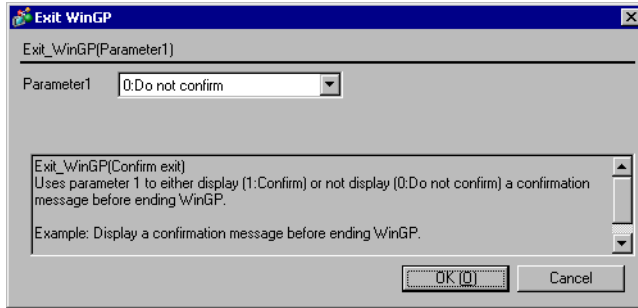 Exit WinGP
Exit_WinGP(Parameter1)
Parameter1 0:Do not confirm
Exit_WinGP(Confirm exit)
Uses parameter 1 to either display (1:Confirm) or not display (0:Do not confirm) a confirmation
message before ending WinGP.
Example: Display a confirmation message before ending WinGP.
OK (O) Cancel